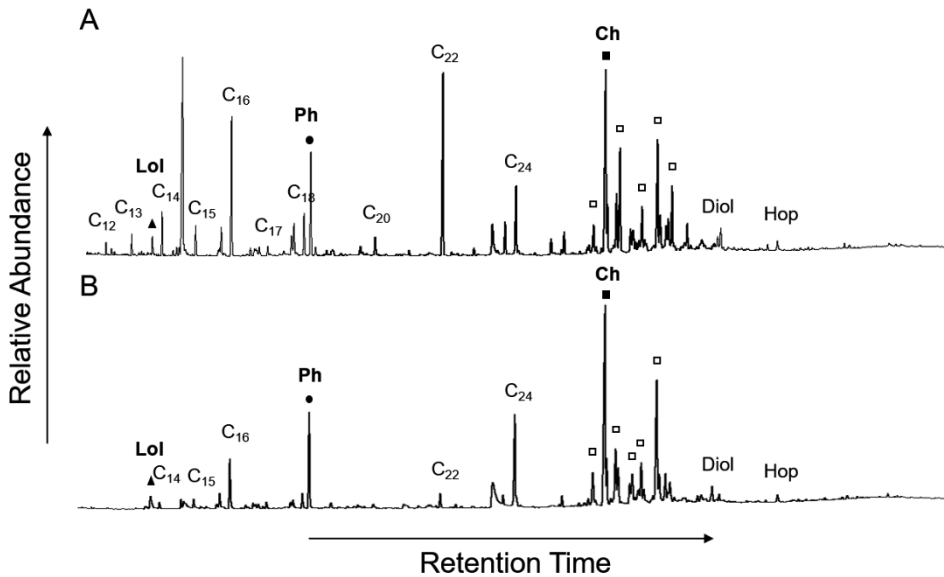 A
Relative Abundance
C12
C13
Lol
C14
C15
C16
C17
C18
Ph
C20
C22
C24
Ch
Diol
Hop
B
Lol
C14
C15
C16
Ph
C22
C24
Ch
Diol
Hop
Retention Time